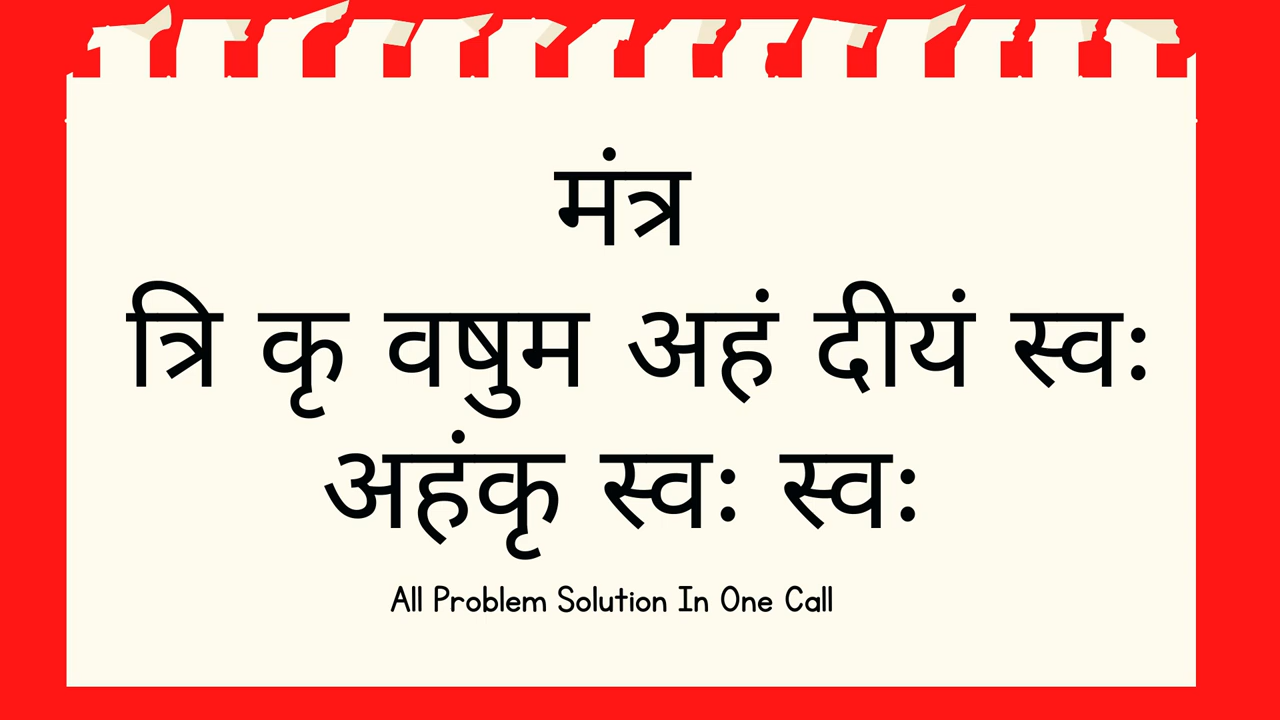 मंत्र
त्रि कृ वषुम अहं दीयं स्वः
अहंकृ स्वः स्वः
All Problem Solution In One Call